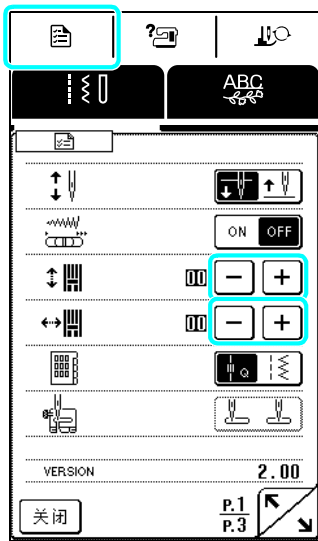 ?
ABC
ON OFF
00 − +
00 − +
Q
VERSION 2.00
关闭
P.1
P.3